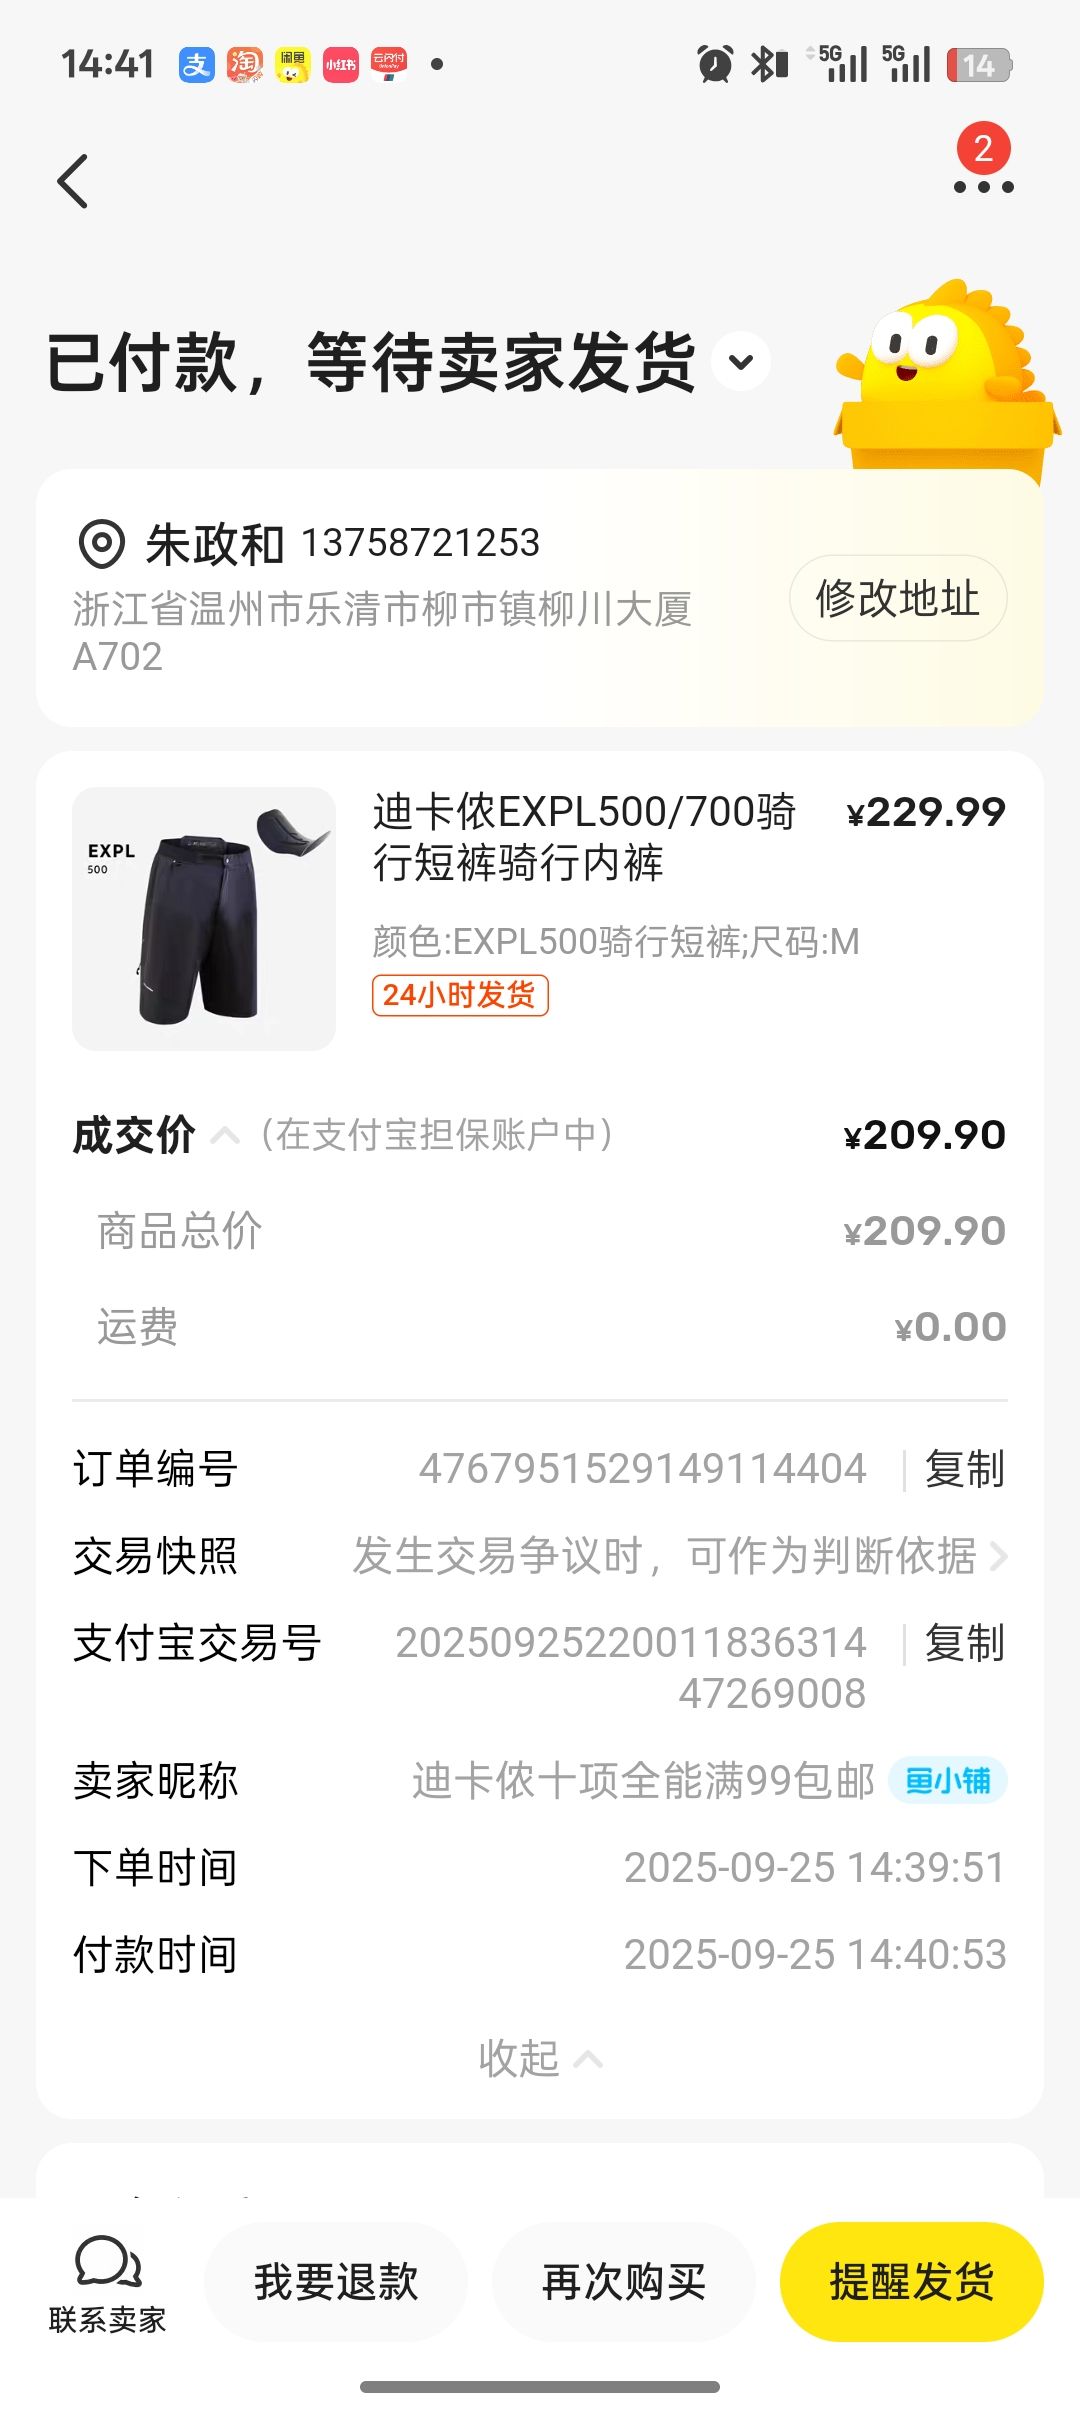 14:41
支
淘
闲鱼
小红书
云闪付
5G
5G
14
2
已付款，等待卖家发货
朱政和 13758721253
浙江省温州市乐清市柳市镇柳川大厦
A702
修改地址
EXPL
500
迪卡侬EXPL500/700骑
行短裤骑行内裤
¥229.99
颜色:EXPL500骑行短裤;尺码:M
24小时发货
成交价（在支付宝担保账户中） ¥209.90
商品总价 ¥209.90
运费 ¥0.00
订单编号 4767951529149114404 复制
交易快照 发生交易争议时，可作为判断依据
支付宝交易号 20250925220011836314 复制
47269008
卖家昵称 迪卡侬十项全能满99包邮 鱼小铺
下单时间 2025-09-25 14:39:51
付款时间 2025-09-25 14:40:53
收起
联系卖家
我要退款
再次购买
提醒发货